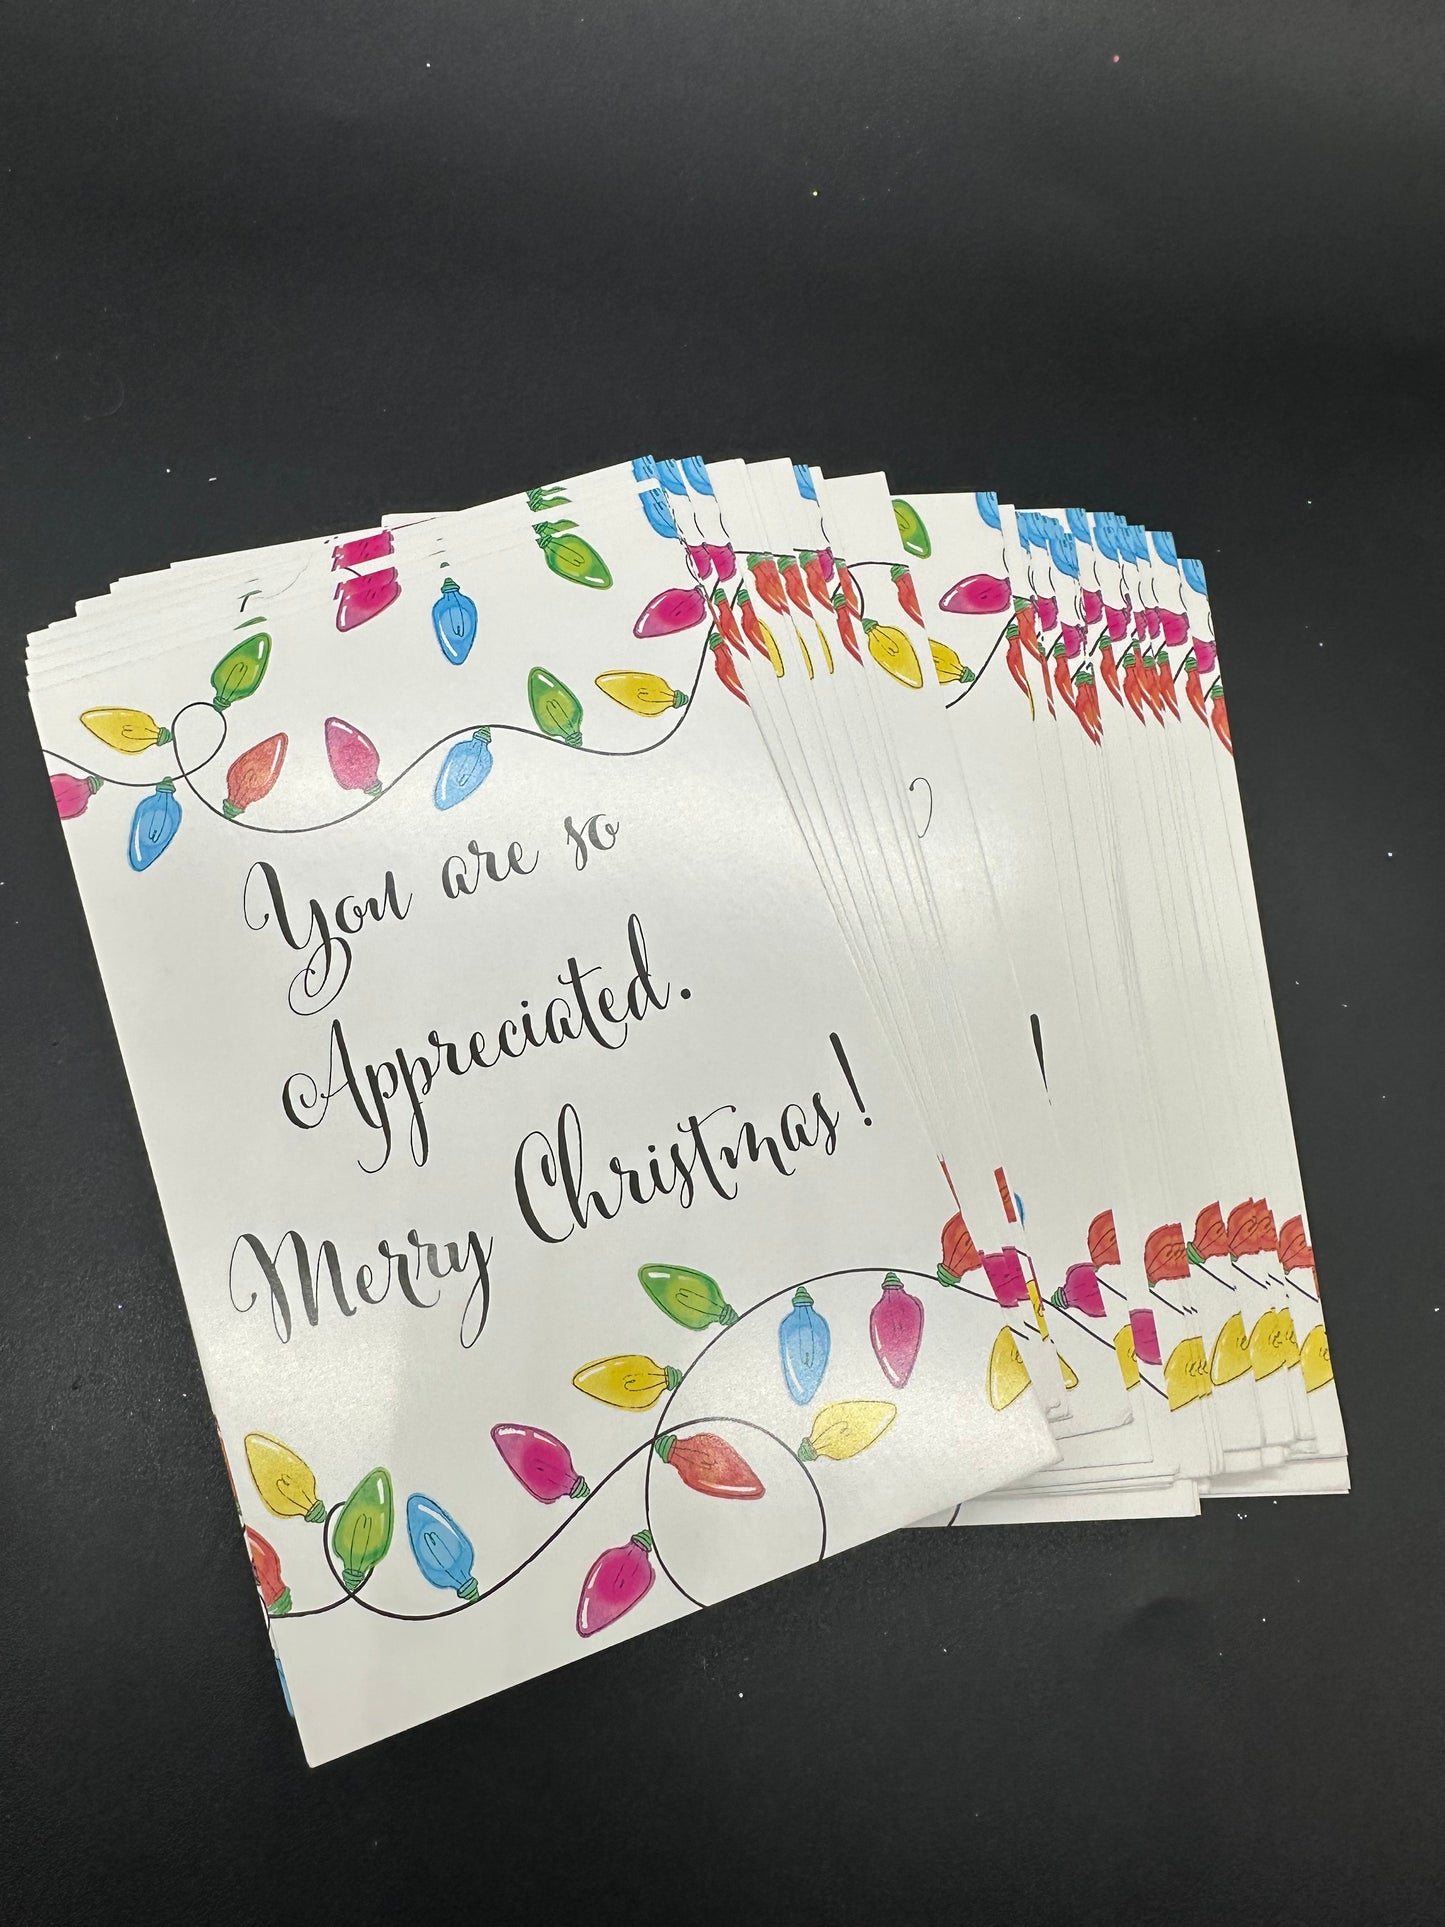 You are so
Appreciated.
Merry Christmas!